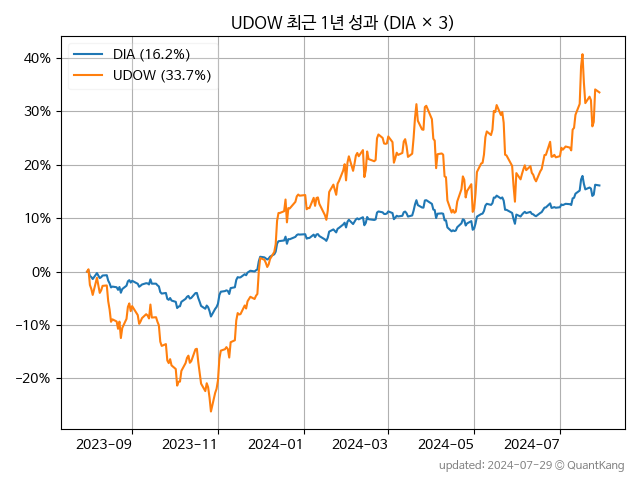 UDOW 최근 1년 성과 (DIA × 3)
DIA (16.2%)
UDOW (33.7%)
40%
30%
20%
10%
0%
−10%
−20%
2023-09 2023-11 2024-01 2024-03 2024-05 2024-07
updated: 2024-07-29 © QuantKang